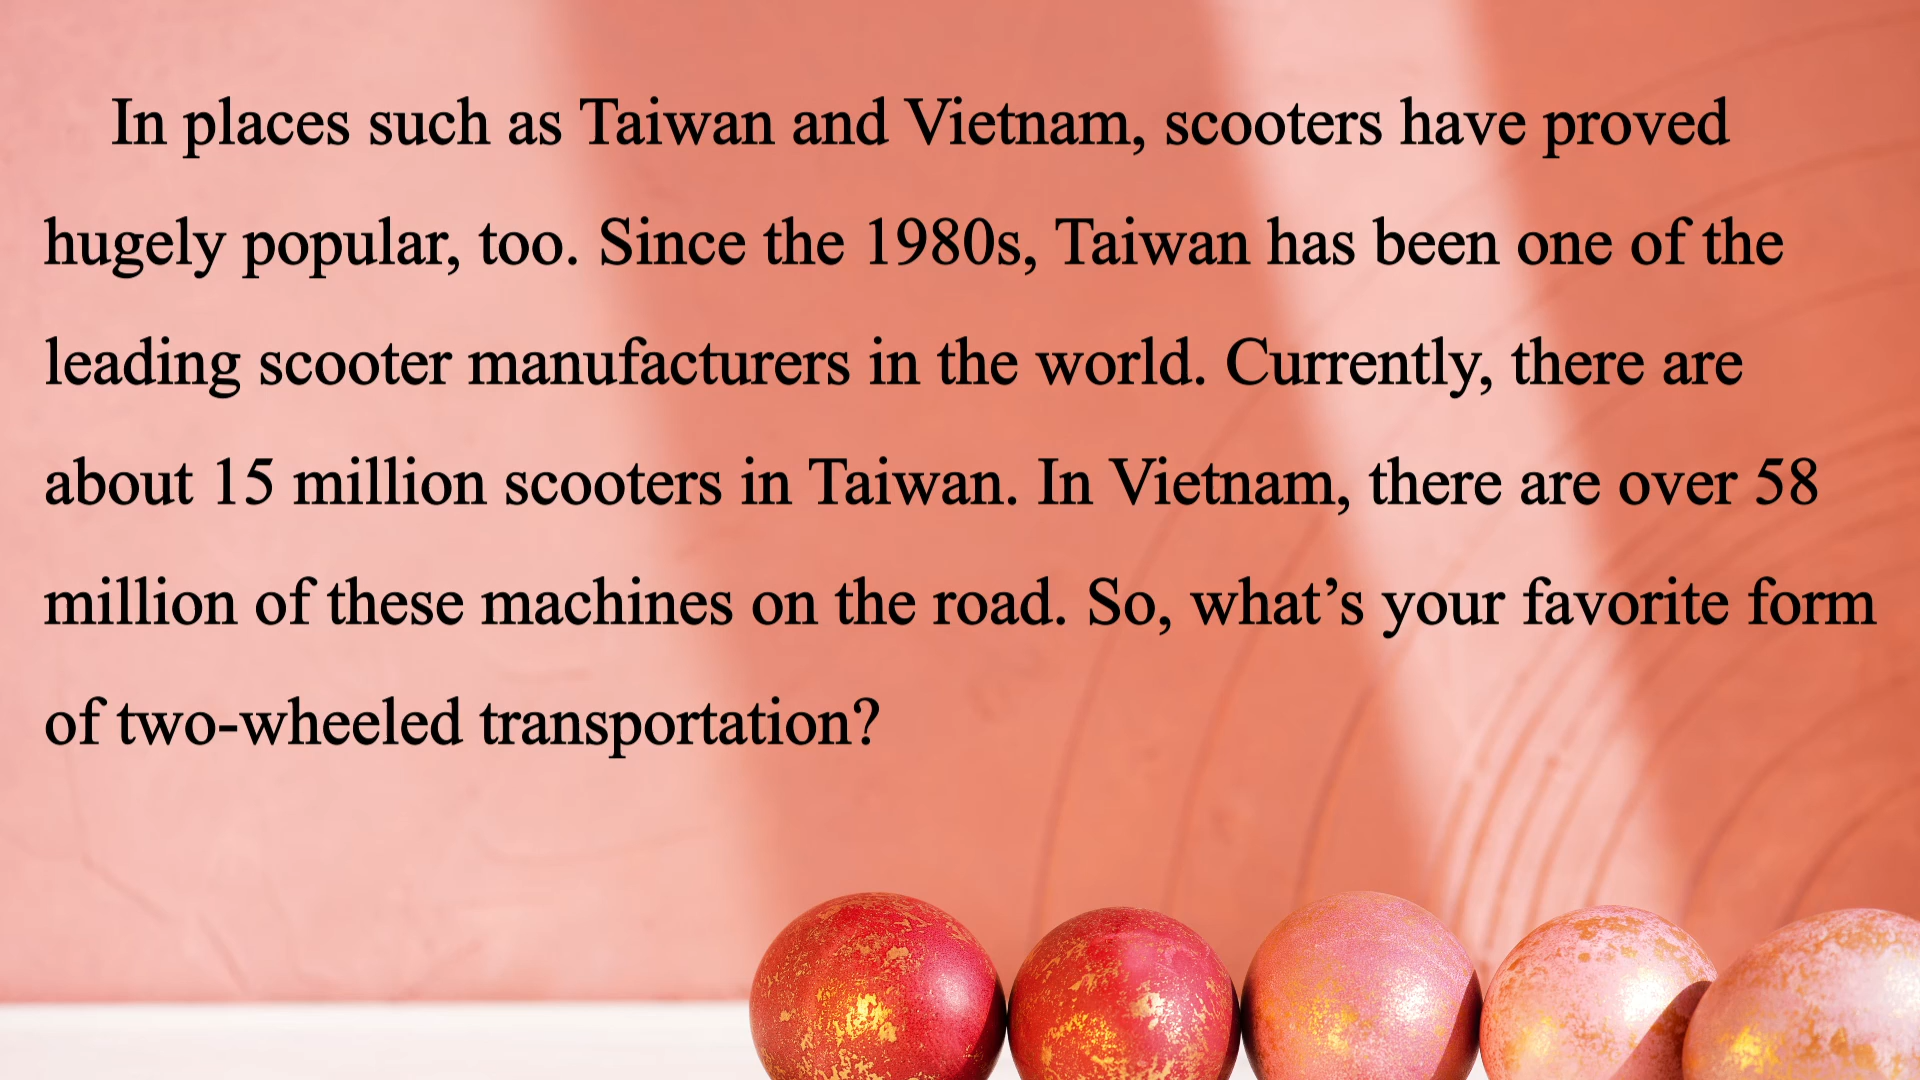 In places such as Taiwan and Vietnam, scooters have proved
hugely popular, too. Since the 1980s, Taiwan has been one of the
leading scooter manufacturers in the world. Currently, there are
about 15 million scooters in Taiwan. In Vietnam, there are over 58
million of these machines on the road. So, what’s your favorite form
of two-wheeled transportation?